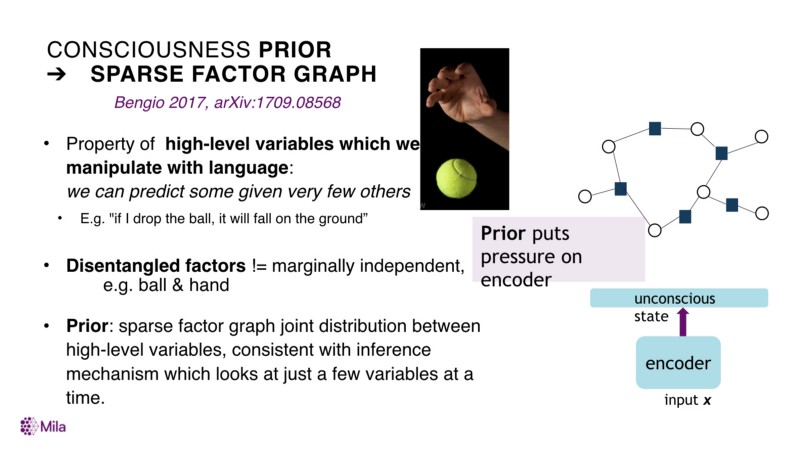 CONSCIOUSNESS PRIOR
➔ SPARSE FACTOR GRAPH
Bengio 2017, arXiv:1709.08568
• Property of high-level variables which we
manipulate with language:
we can predict some given very few others
• E.g. "if I drop the ball, it will fall on the ground”
• Disentangled factors != marginally independent,
e.g. ball & hand
• Prior: sparse factor graph joint distribution between
high-level variables, consistent with inference
mechanism which looks at just a few variables at a
time.
Prior puts
pressure on
encoder
unconscious
state
encoder
input x
Mila